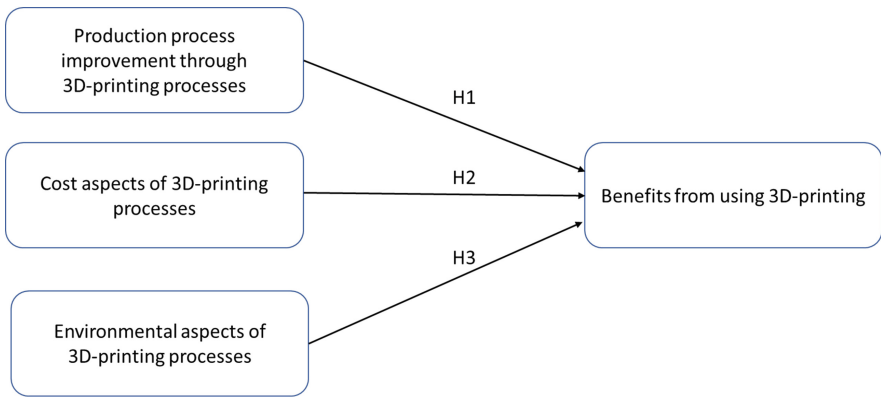 Production process
improvement through
3D-printing processes
H1
Cost aspects of 3D-printing
processes
H2
Benefits from using 3D-printing
H3
Environmental aspects of
3D-printing processes